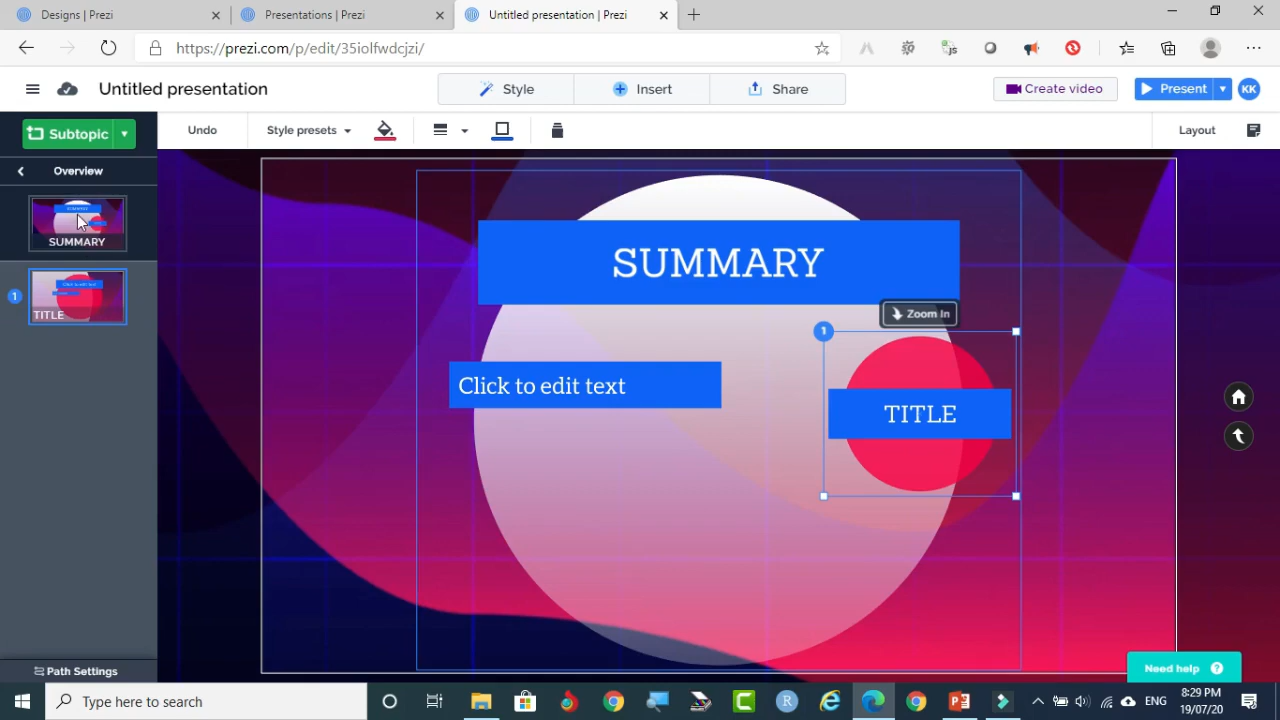 Designs | Prezi
Presentations | Prezi
Untitled presentation | Prezi
https://prezi.com/p/edit/35iolfwdcjzi/
Untitled presentation
Style
Insert
Share
Create video
Present
KK
Subtopic
Undo
Style presets
Layout
Overview
SUMMARY
1
TITLE
SUMMARY
Zoom In
1
Click to edit text
TITLE
Path Settings
Need help ?
Type here to search
ENG
8:29 PM
19/07/20